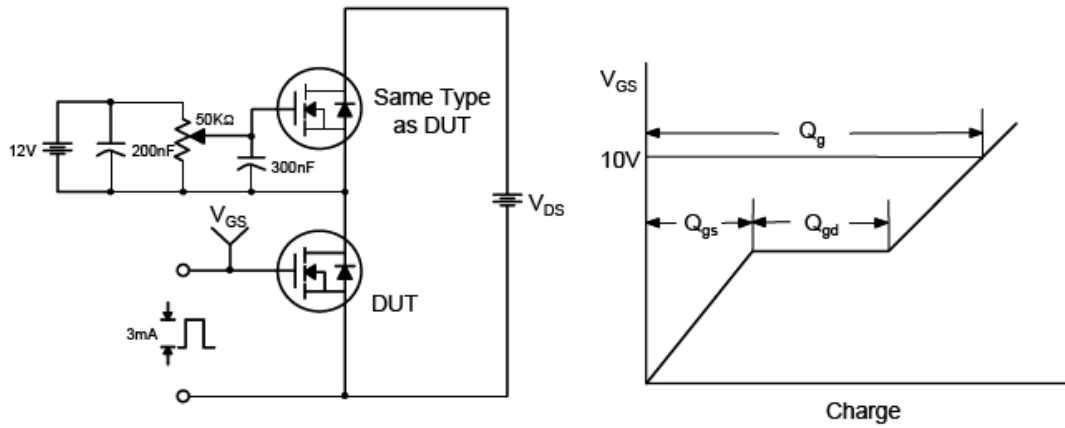 12V
200nF
50KΩ
300nF
Same Type
as DUT
V_GS
DUT
3mA
V_DS
V_GS
10V
Q_g
Q_gs
Q_gd
Charge